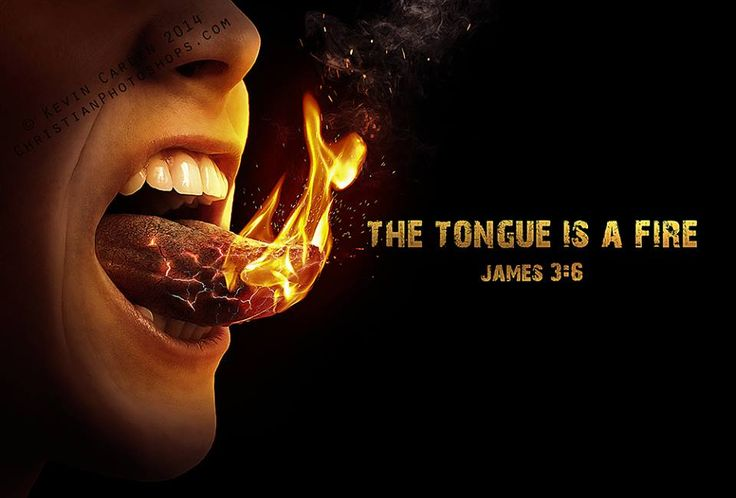 © Kevin Carden 2014
ChristianPhotoshops.com
THE TONGUE IS A FIRE
JAMES 3:6